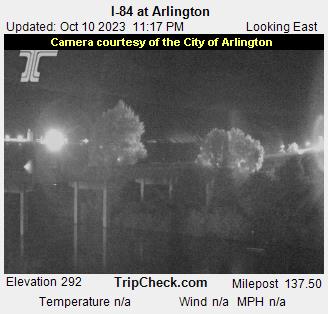 I-84 at Arlington
Updated: Oct 10 2023 11:17 PM Looking East
Camera courtesy of the City of Arlington
Elevation 292 TripCheck.com Milepost 137.50
Temperature n/a Wind n/a MPH n/a